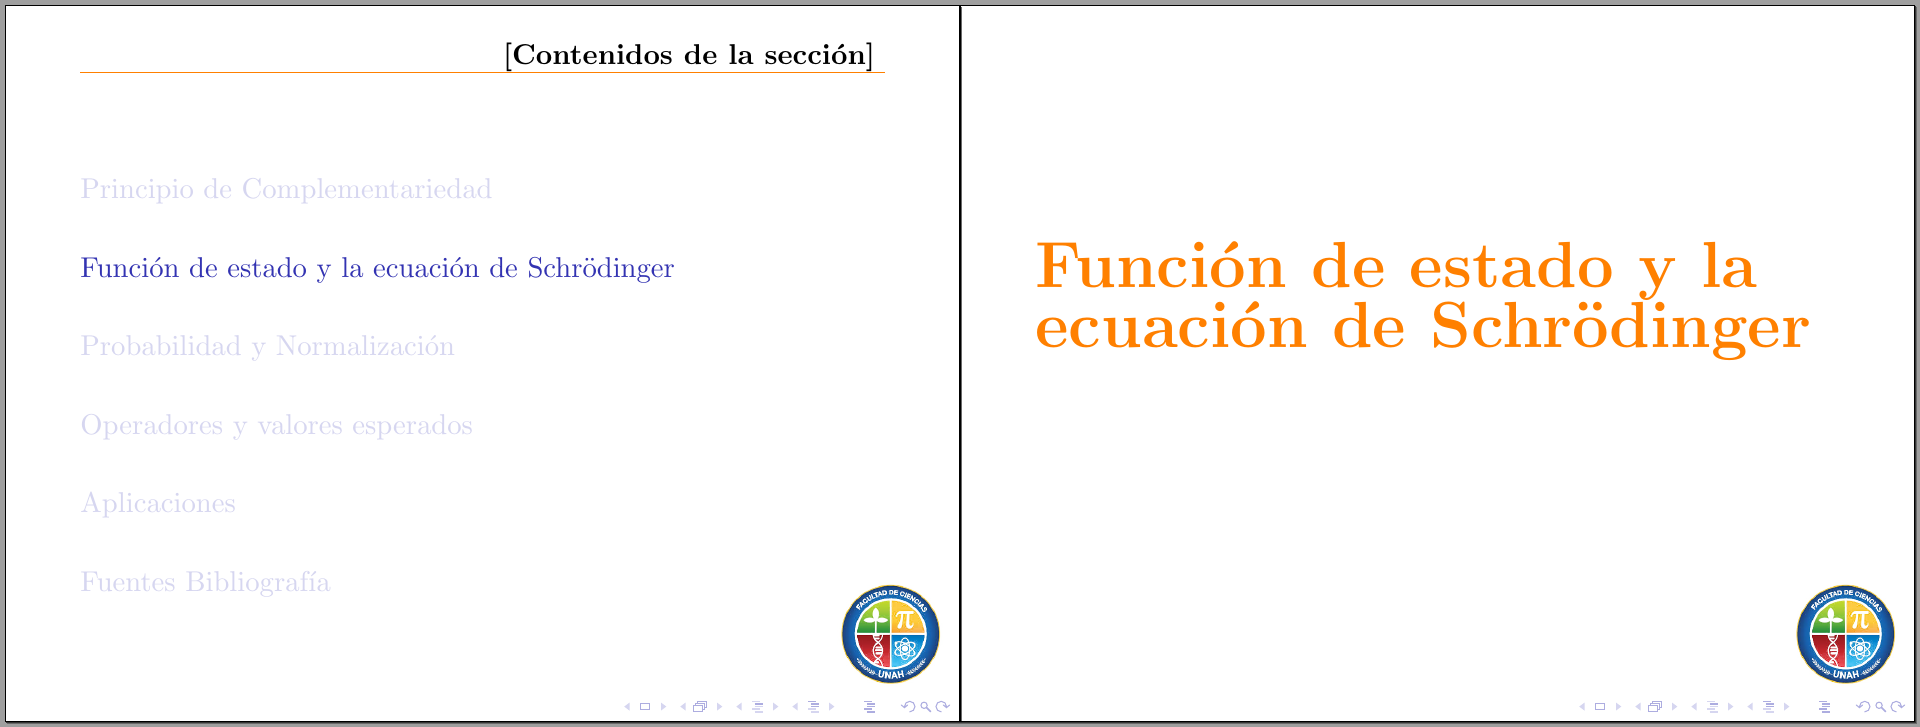 [Contenidos de la sección]
Principio de Complementariedad
Función de estado y la ecuación de Schrödinger
Probabilidad y Normalización
Operadores y valores esperados
Aplicaciones
Fuentes Bibliografía
FACULTAD DE CIENCIAS
π
UNAH
Función de estado y la
ecuación de Schrödinger
FACULTAD DE CIENCIAS
π
UNAH